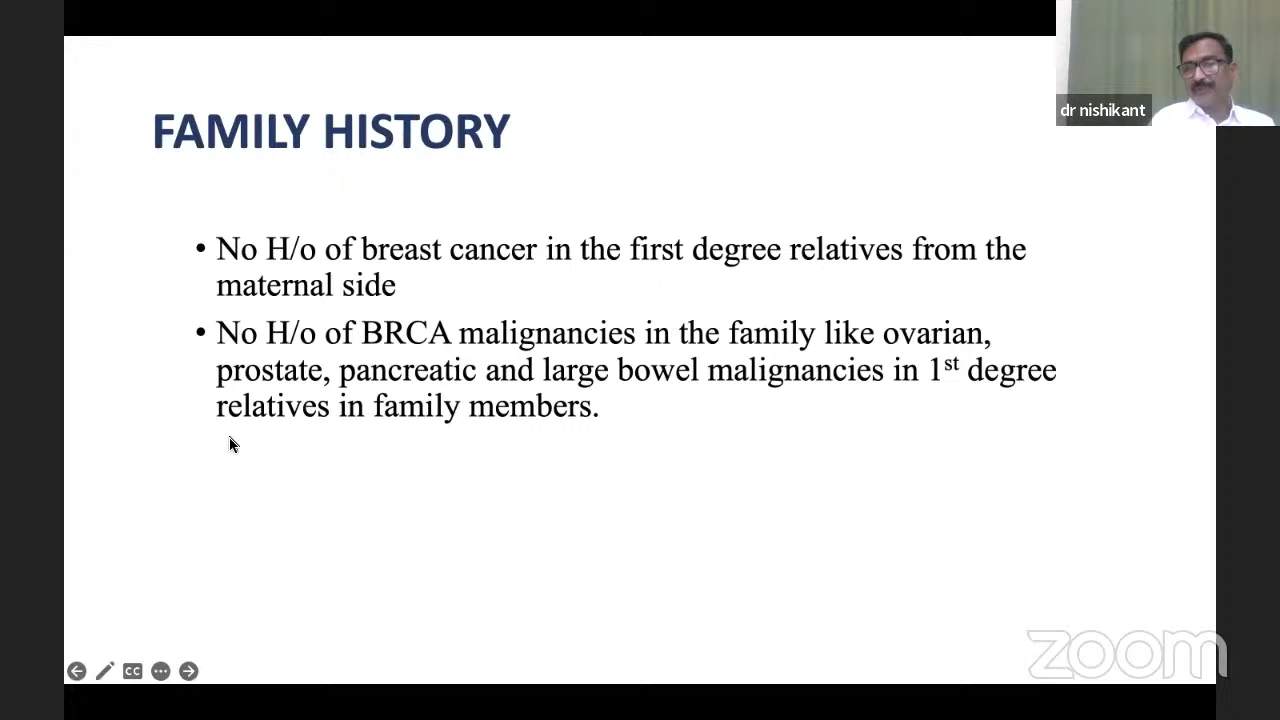 dr nishikant
FAMILY HISTORY
• No H/o of breast cancer in the first degree relatives from the
maternal side
• No H/o of BRCA malignancies in the family like ovarian,
prostate, pancreatic and large bowel malignancies in 1st degree
relatives in family members.
CC
zoom